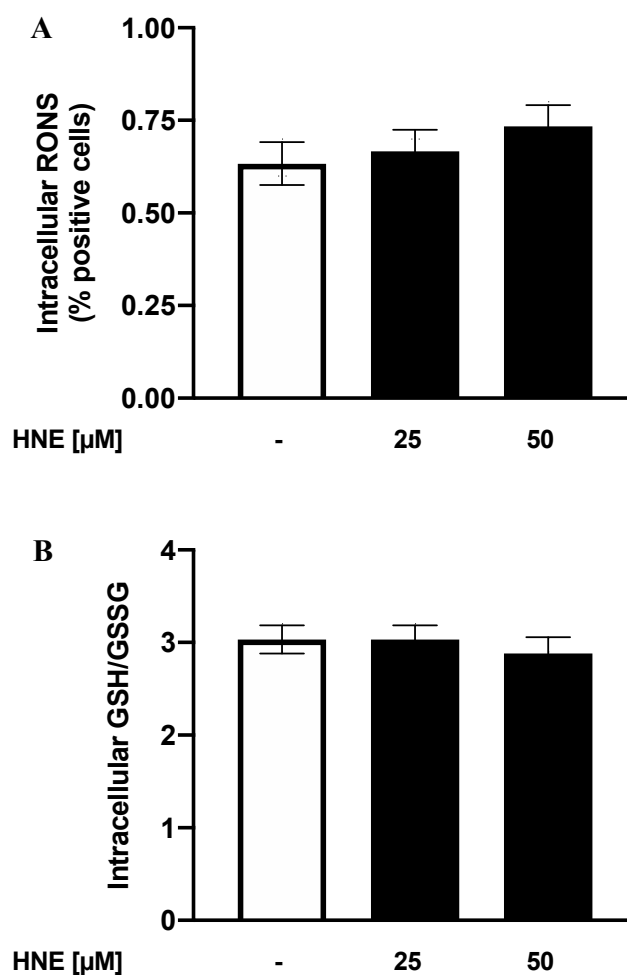 A
Intracellular RONS
(% positive cells)
1.00
0.75
0.50
0.25
0.00
HNE [µM]
-
25
50
B
Intracellular GSH/GSSG
4
3
2
1
0
HNE [µM]
-
25
50